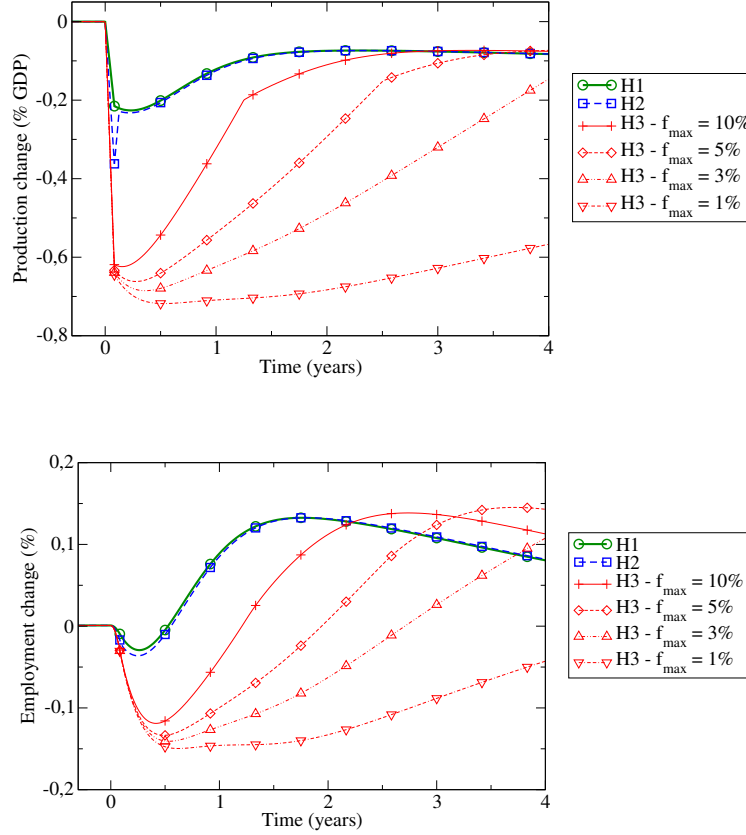 Production change (% GDP)
0
-0,2
-0,4
-0,6
-0,8
0
1
2
3
4
Time (years)
H1
H2
H3 - f_max = 10%
H3 - f_max = 5%
H3 - f_max = 3%
H3 - f_max = 1%
Employment change (%)
0,2
0,1
0
-0,1
-0,2
0
1
2
3
4
Time (years)
H1
H2
H3 - f_max = 10%
H3 - f_max = 5%
H3 - f_max = 3%
H3 - f_max = 1%